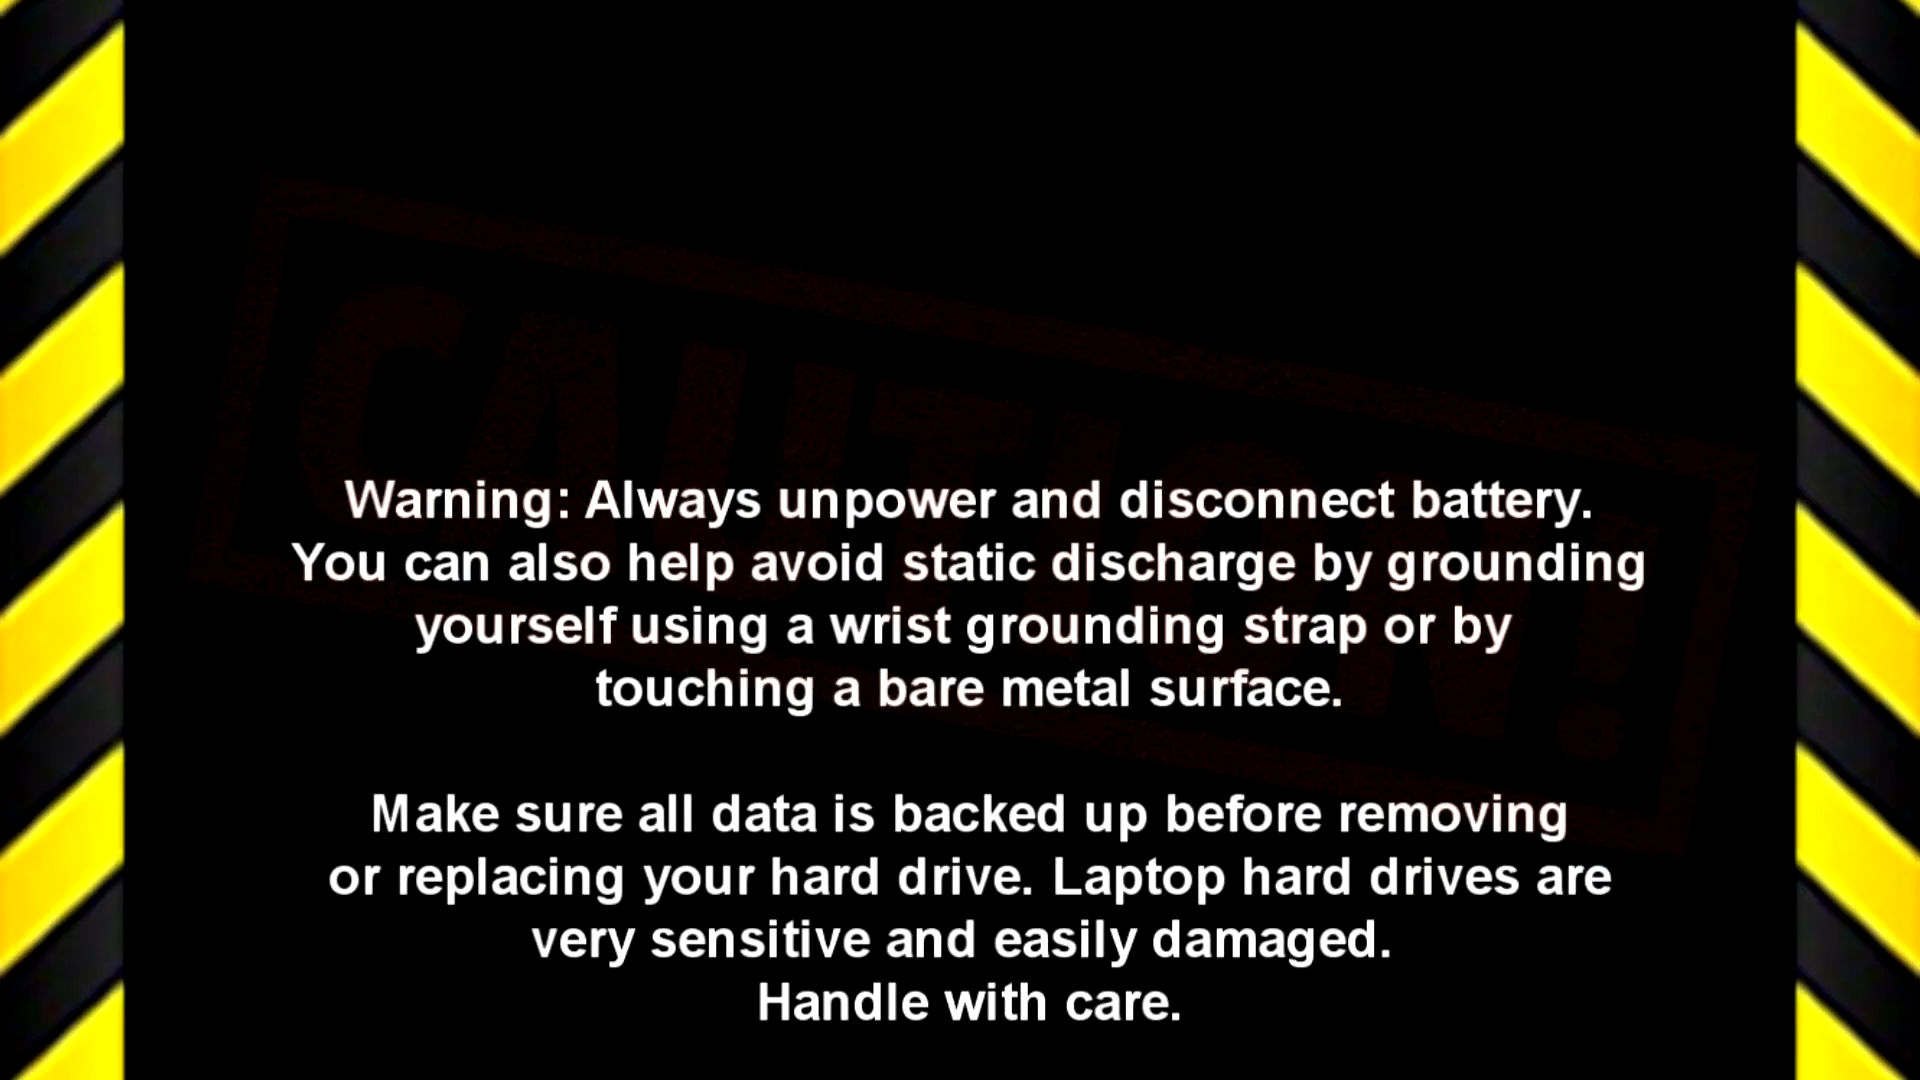 CAUTION!
Warning: Always unpower and disconnect battery.
You can also help avoid static discharge by grounding
yourself using a wrist grounding strap or by
touching a bare metal surface.
Make sure all data is backed up before removing
or replacing your hard drive. Laptop hard drives are
very sensitive and easily damaged.
Handle with care.